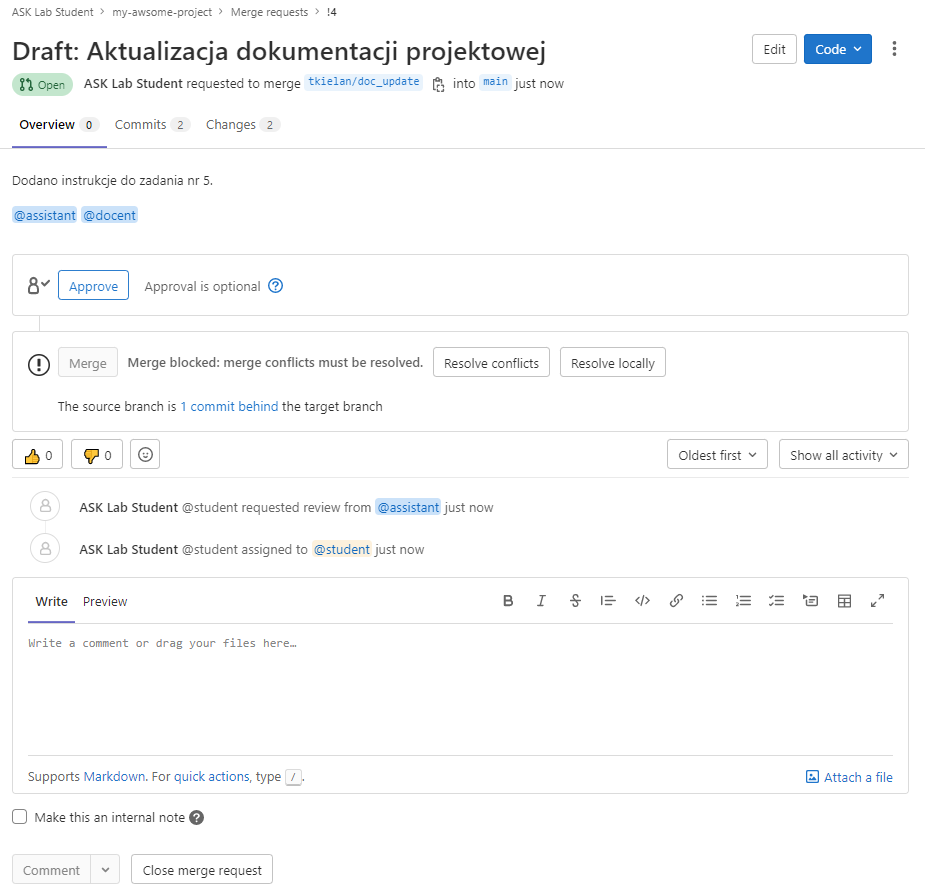 ASK Lab Student > my-awsome-project > Merge requests > !4
Draft: Aktualizacja dokumentacji projektowej
Edit
Code
Open
ASK Lab Student requested to merge tkielan/doc_update into main just now
Overview 0 Commits 2 Changes 2
Dodano instrukcje do zadania nr 5.
@assistant @docent
Approve Approval is optional ?
Merge Merge blocked: merge conflicts must be resolved. Resolve conflicts Resolve locally
The source branch is 1 commit behind the target branch
0 0 Oldest first Show all activity
ASK Lab Student @student requested review from @assistant just now
ASK Lab Student @student assigned to @student just now
Write Preview
Write a comment or drag your files here…
Supports Markdown. For quick actions, type /. Attach a file
Make this an internal note ?
Comment Close merge request